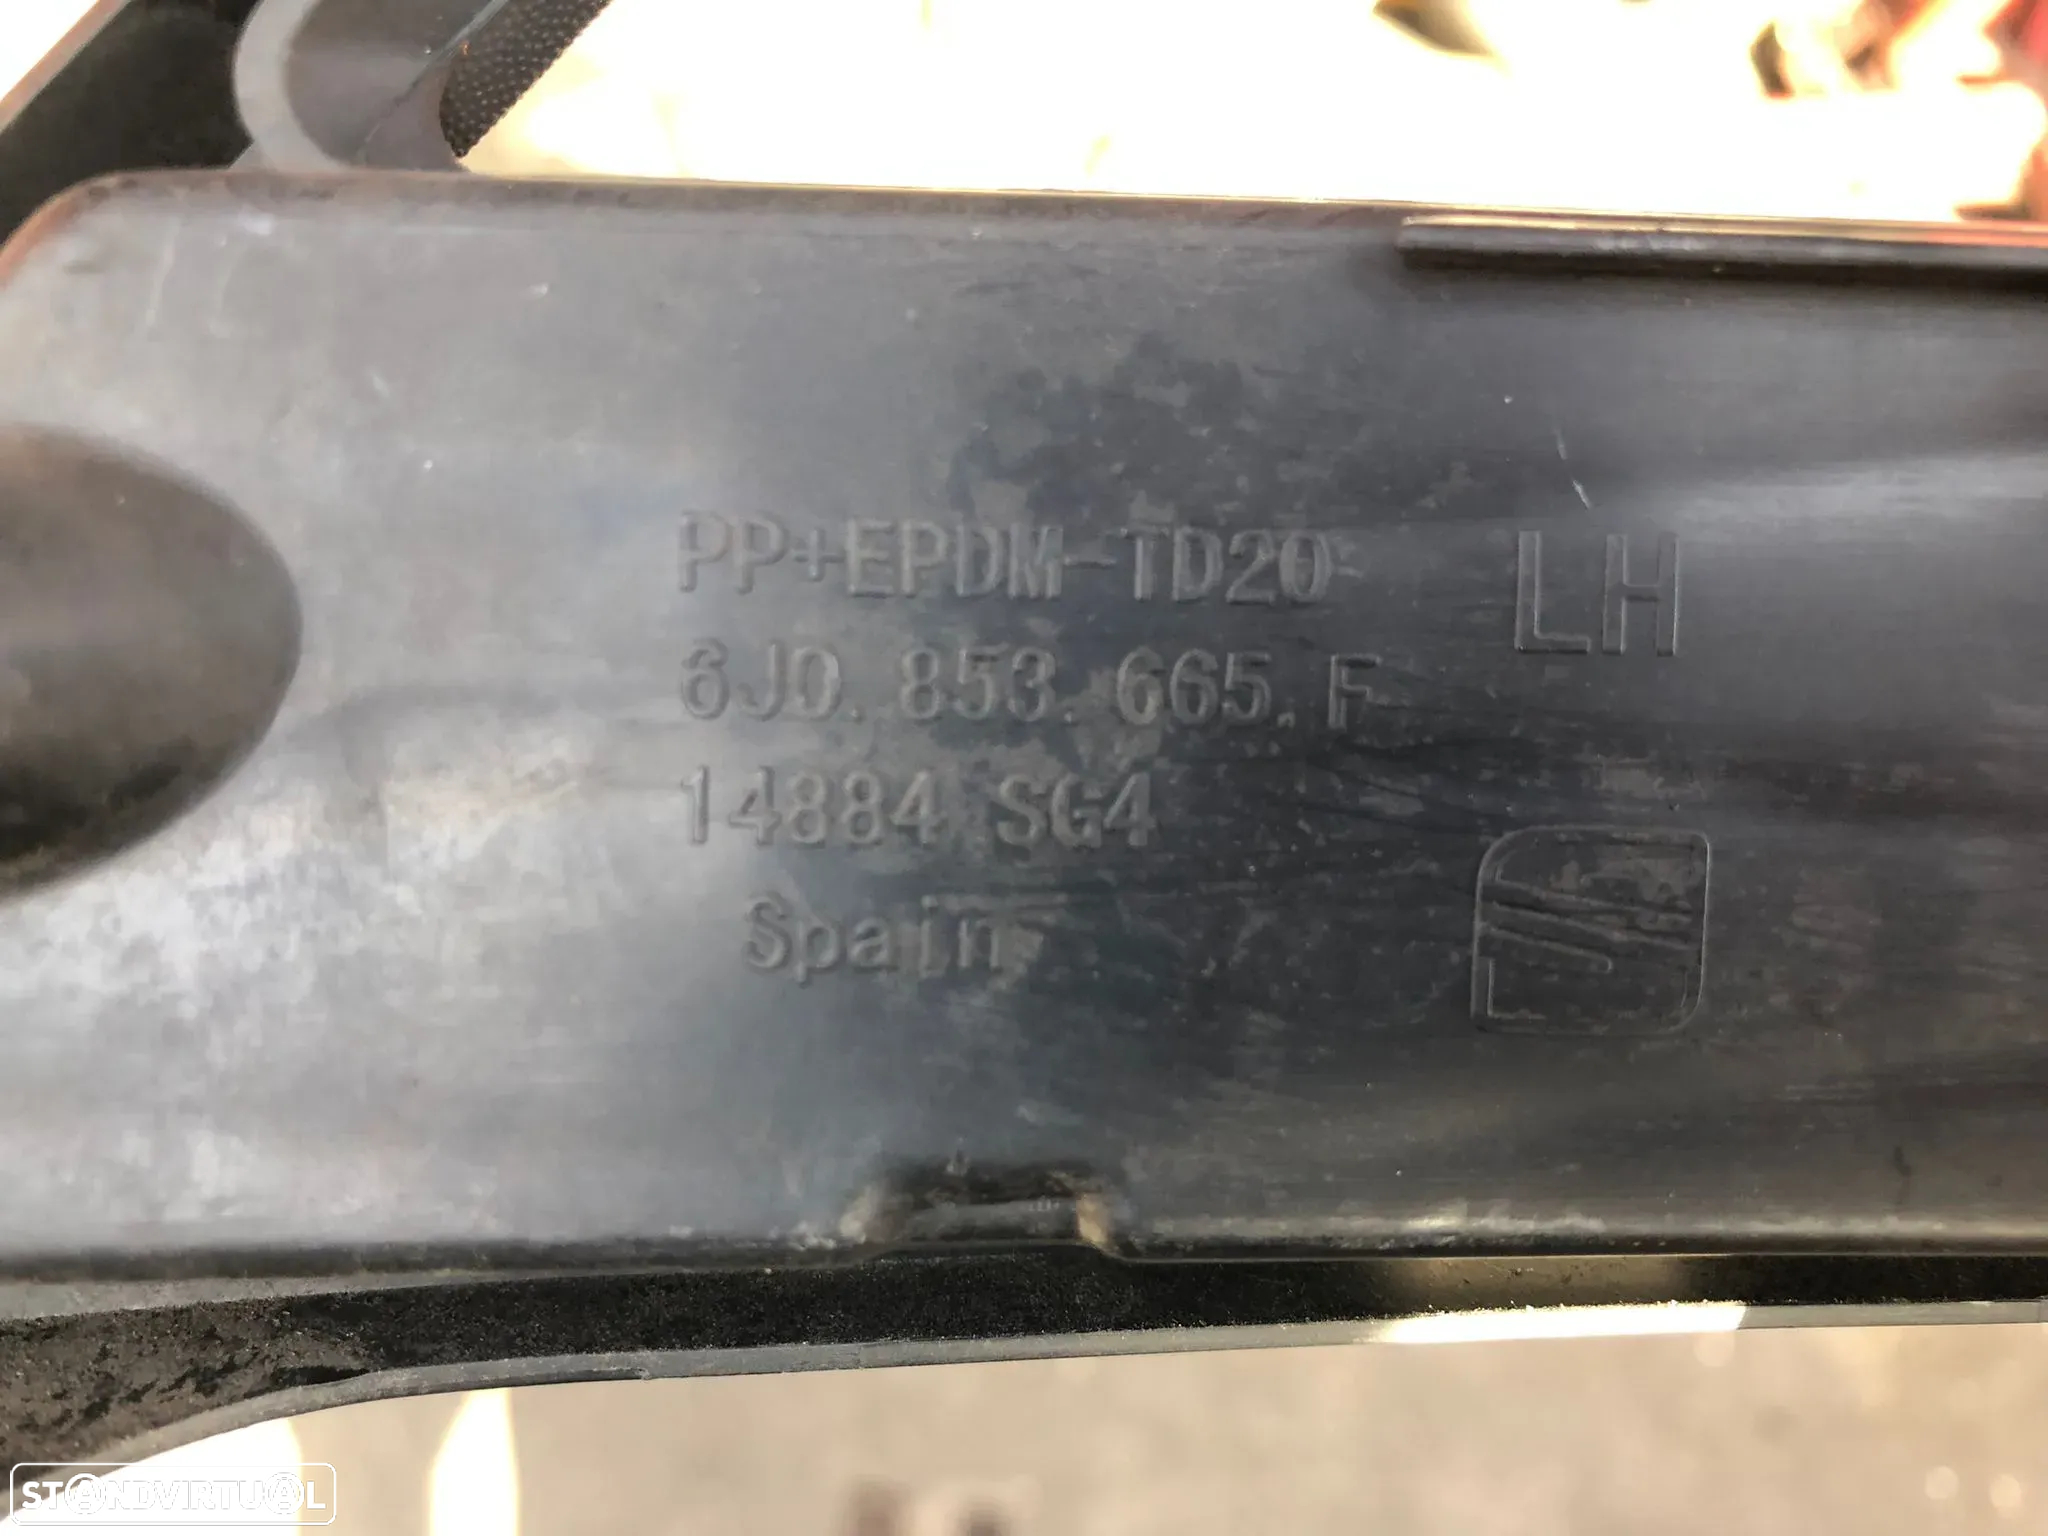 PP+EPDM-TD20
LH
6J0.853.665.F
14884 SG4
Spain
STANDVIRTUAL